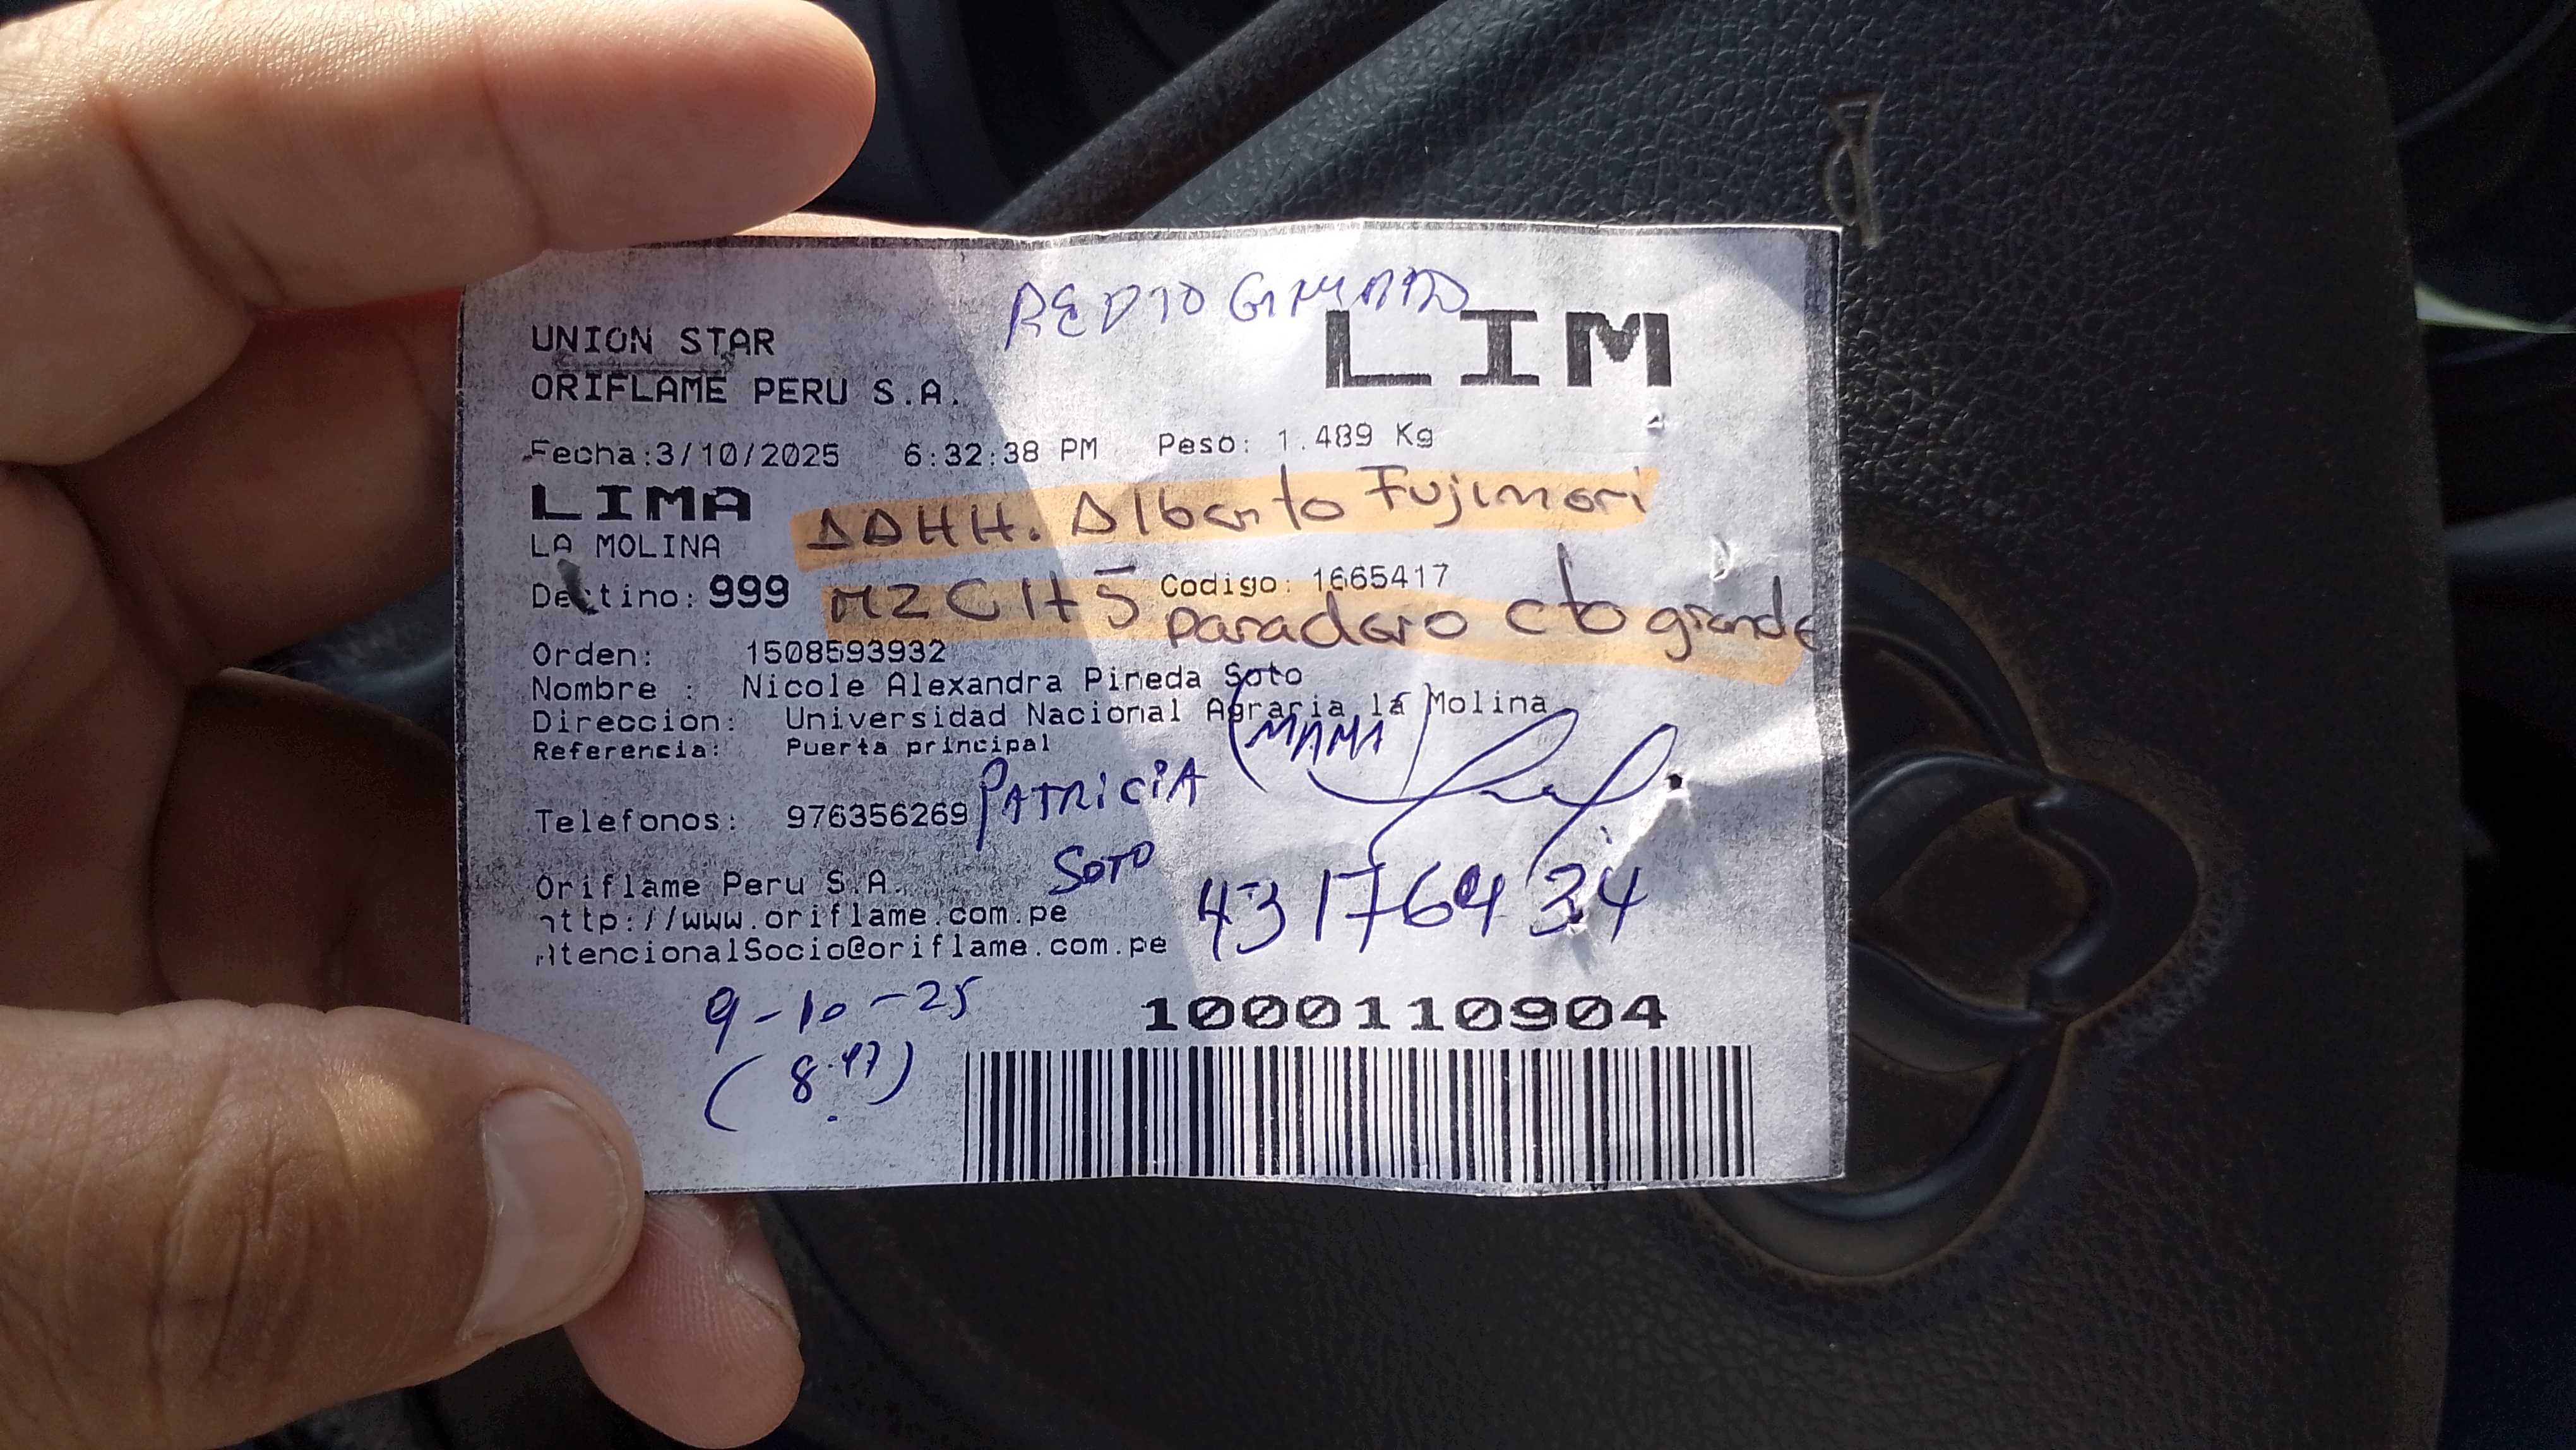 UNION STAR
LIM
ORIFLAME PERU S.A.
Fecha:3/10/2025 6:32:38 PM Peso: 1.489 Kg
LIMA
AAHH. Alberto Fujimori
LA MOLINA
Destino: 999 MZ C lt 5 Codigo: 1665417
paradero cto grande
Orden: 1508593932
Nombre : Nicole Alexandra Pineda Soto
Direccion: Universidad Nacional Agraria la Molina
Referencia: Puerta principal
(MAMA)
PATRICIA
Telefonos: 976356269
SOTO
43176434
Oriflame Peru S.A.
http://www.oriflame.com.pe
AtencionalSocio@oriflame.com.pe
9-10-25
1000110904